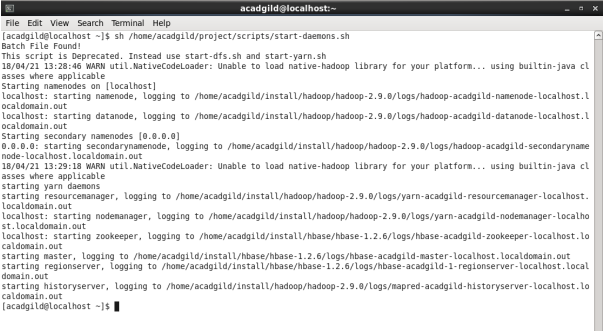 acadgild@localhost:~
File Edit View Search Terminal Help
[acadgild@localhost ~]$ sh /home/acadgild/project/scripts/start-daemons.sh
Batch File Found!
This script is Deprecated. Instead use start-dfs.sh and start-yarn.sh
18/04/21 13:28:46 WARN util.NativeCodeLoader: Unable to load native-hadoop library for your platform... using builtin-java cl
asses where applicable
Starting namenodes on [localhost]
localhost: starting namenode, logging to /home/acadgild/install/hadoop/hadoop-2.9.0/logs/hadoop-acadgild-namenode-localhost.l
ocaldomain.out
localhost: starting datanode, logging to /home/acadgild/install/hadoop/hadoop-2.9.0/logs/hadoop-acadgild-datanode-localhost.l
ocaldomain.out
Starting secondary namenodes [0.0.0.0]
0.0.0.0: starting secondarynamenode, logging to /home/acadgild/install/hadoop/hadoop-2.9.0/logs/hadoop-acadgild-secondaryname
node-localhost.localdomain.out
18/04/21 13:29:18 WARN util.NativeCodeLoader: Unable to load native-hadoop library for your platform... using builtin-java cl
asses where applicable
starting yarn daemons
starting resourcemanager, logging to /home/acadgild/install/hadoop/hadoop-2.9.0/logs/yarn-acadgild-resourcemanager-localhost.
localdomain.out
localhost: starting nodemanager, logging to /home/acadgild/install/hadoop/hadoop-2.9.0/logs/yarn-acadgild-nodemanager-localho
st.localdomain.out
localhost: starting zookeeper, logging to /home/acadgild/install/hbase/hbase-1.2.6/logs/hbase-acadgild-zookeeper-localhost.lo
caldomain.out
starting master, logging to /home/acadgild/install/hbase/hbase-1.2.6/logs/hbase-acadgild-master-localhost.localdomain.out
starting regionserver, logging to /home/acadgild/install/hbase/hbase-1.2.6/logs/hbase-acadgild-1-regionserver-localhost.local
domain.out
starting historyserver, logging to /home/acadgild/install/hadoop/hadoop-2.9.0/logs/mapred-acadgild-historyserver-localhost.lo
caldomain.out
[acadgild@localhost ~]$